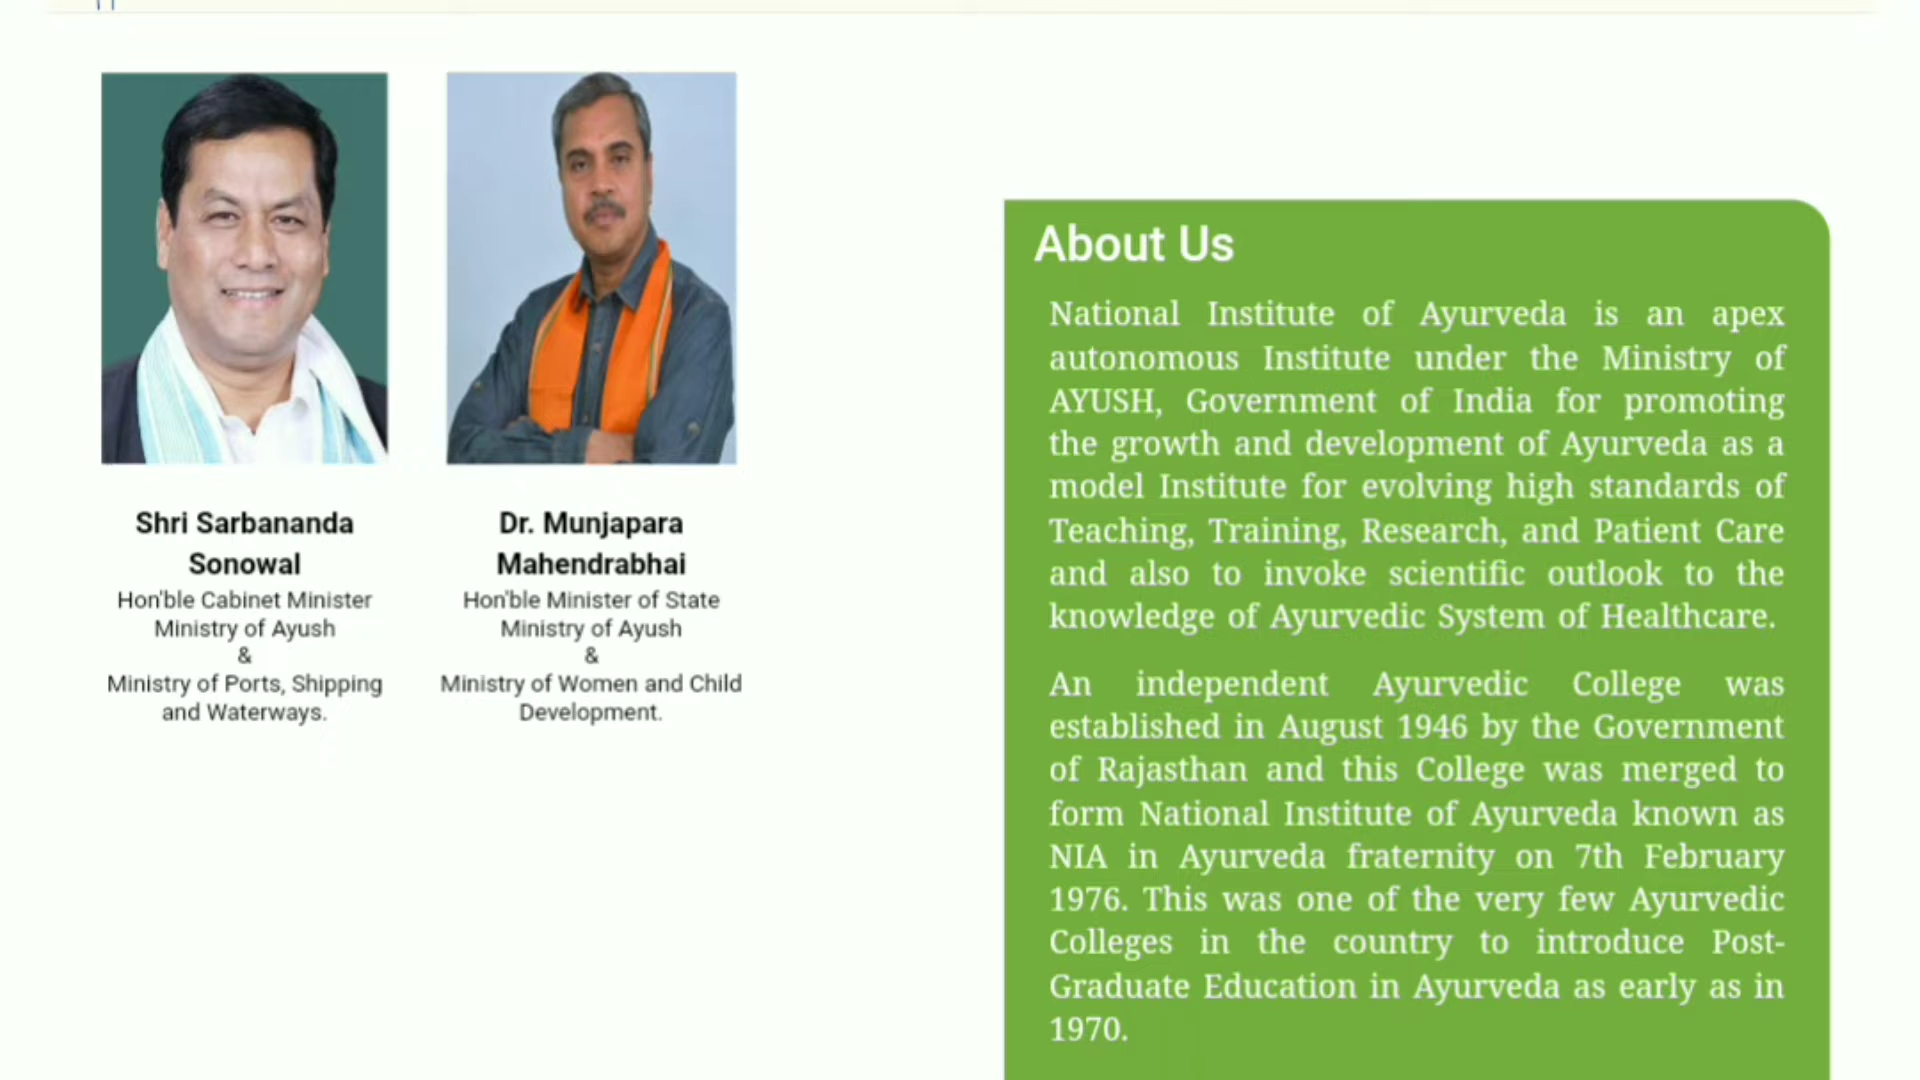 Shri Sarbananda
Sonowal
Hon'ble Cabinet Minister
Ministry of Ayush
&
Ministry of Ports, Shipping
and Waterways.
Dr. Munjapara
Mahendrabhai
Hon'ble Minister of State
Ministry of Ayush
&
Ministry of Women and Child
Development.
About Us
National Institute of Ayurveda is an apex
autonomous Institute under the Ministry of
AYUSH, Government of India for promoting
the growth and development of Ayurveda as a
model Institute for evolving high standards of
Teaching, Training, Research, and Patient Care
and also to invoke scientific outlook to the
knowledge of Ayurvedic System of Healthcare.
An independent Ayurvedic College was
established in August 1946 by the Government
of Rajasthan and this College was merged to
form National Institute of Ayurveda known as
NIA in Ayurveda fraternity on 7th February
1976. This was one of the very few Ayurvedic
Colleges in the country to introduce Post-
Graduate Education in Ayurveda as early as in
1970.